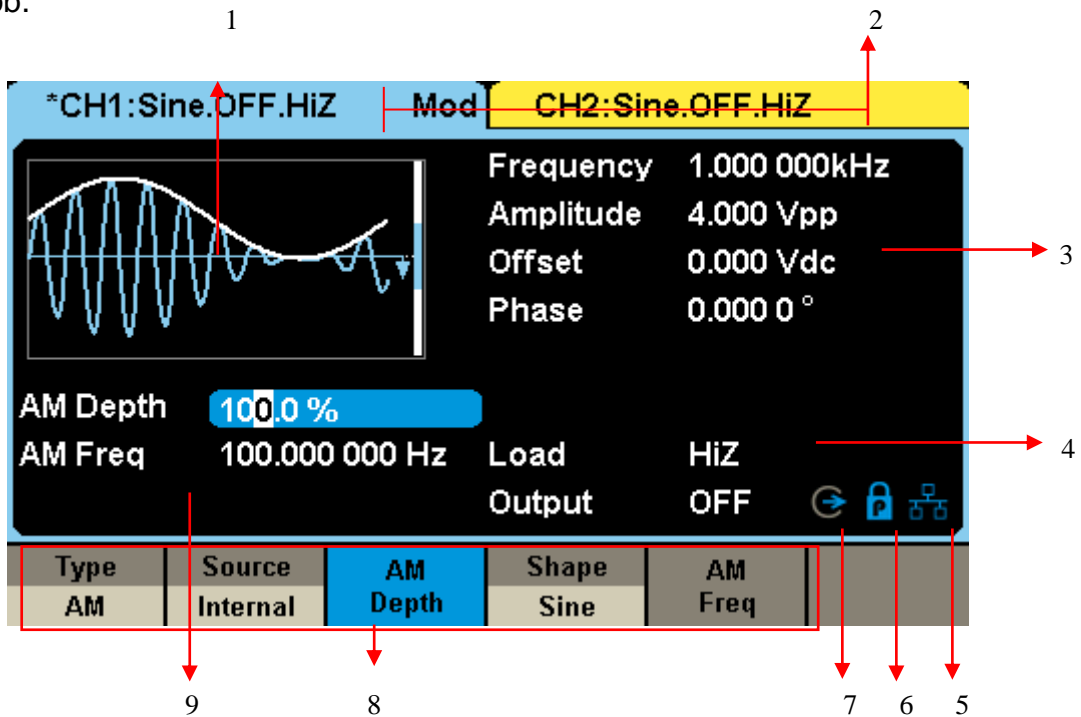 ob.
1 2
*CH1:Sine.OFF.HiZ Mod CH2:Sine.OFF.HiZ
Frequency 1.000 000kHz
Amplitude 4.000 Vpp
Offset 0.000 Vdc
Phase 0.000 0 °
3
AM Depth 100.0 %
AM Freq 100.000 000 Hz
Load HiZ
4
Output OFF
P
Type Source AM Shape AM
AM Internal Depth Sine Freq
9 8 7 6 5